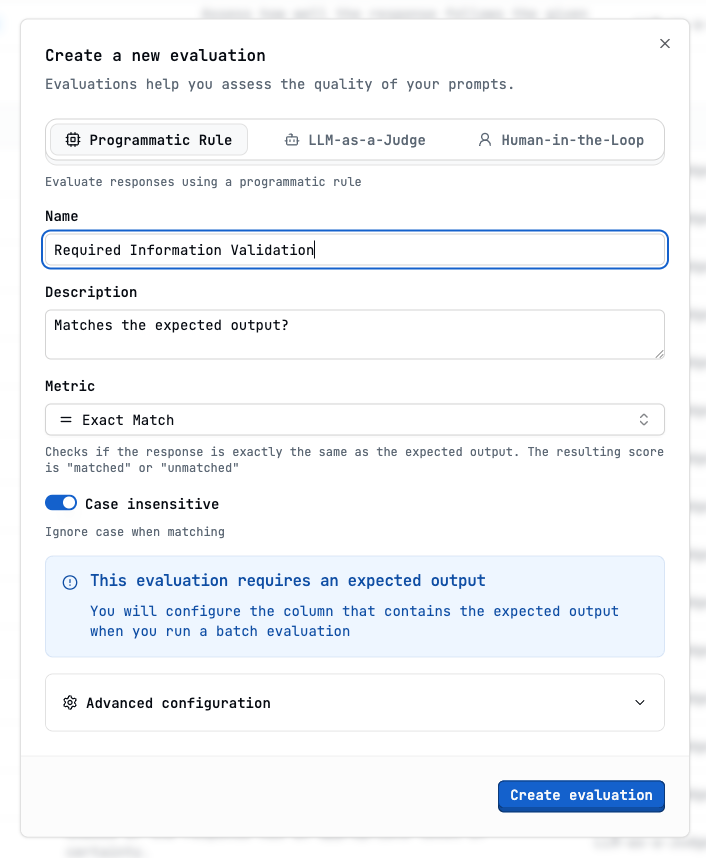 Create a new evaluation
Evaluations help you assess the quality of your prompts.
Programmatic Rule
LLM-as-a-Judge
Human-in-the-Loop
Evaluate responses using a programmatic rule
Name
Required Information Validation
Description
Matches the expected output?
Metric
Exact Match
Checks if the response is exactly the same as the expected output. The resulting score
is "matched" or "unmatched"
Case insensitive
Ignore case when matching
This evaluation requires an expected output
You will configure the column that contains the expected output
when you run a batch evaluation
Advanced configuration
Create evaluation